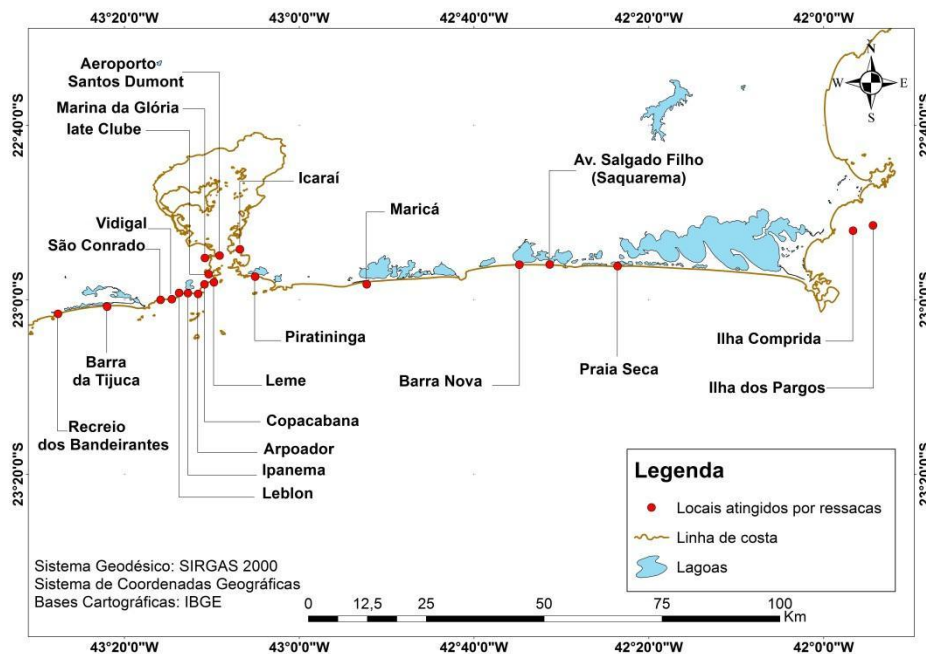 43°20'0"W
43°0'0"W
42°40'0"W
42°20'0"W
42°0'0"W
22°40'0"S
23°0'0"S
23°20'0"S
22°40'0"S
23°0'0"S
23°20'0"S
N
W
E
S
Aeroporto
Santos Dumont
Marina da Glória
Iate Clube
Icaraí
Vidigal
São Conrado
Maricá
Av. Salgado Filho
(Saquarema)
Barra
da Tijuca
Recreio
dos Bandeirantes
Piratininga
Leme
Copacabana
Arpoador
Ipanema
Leblon
Barra Nova
Praia Seca
Ilha Comprida
Ilha dos Pargos
Legenda
Locais atingidos por ressacas
Linha de costa
Lagoas
Sistema Geodésico: SIRGAS 2000
Sistema de Coordenadas Geográficas
Bases Cartográficas: IBGE
0
12,5
25
50
75
100
Km
43°20'0"W
43°0'0"W
42°40'0"W
42°20'0"W
42°0'0"W